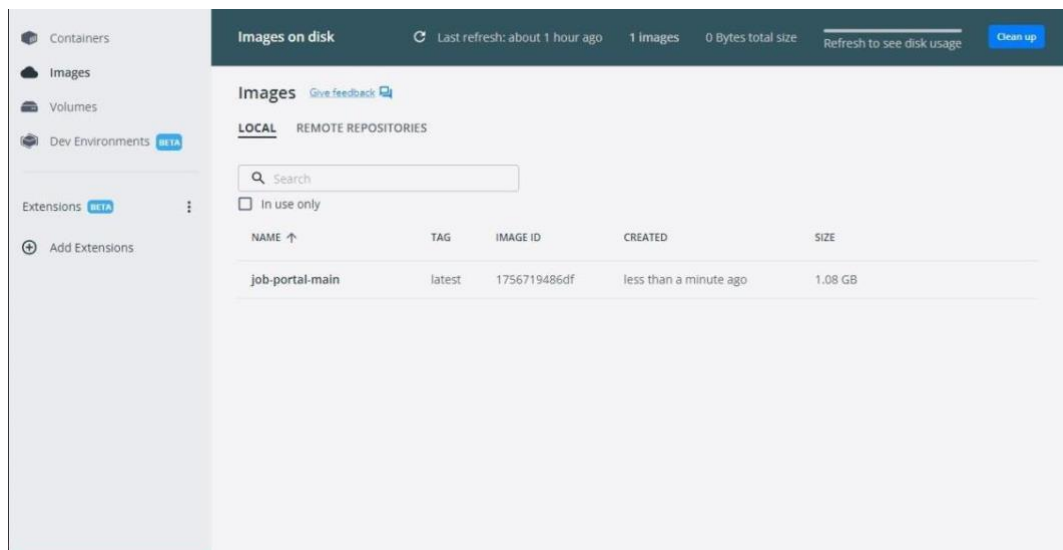 Containers
Images
Volumes
Dev Environments BETA
Extensions BETA
Add Extensions
Images on disk Last refresh: about 1 hour ago 1 images 0 Bytes total size Refresh to see disk usage Clean up
Images Give feedback
LOCAL REMOTE REPOSITORIES
Search
In use only
NAME TAG IMAGE ID CREATED SIZE
job-portal-main latest 1756719486df less than a minute ago 1.08 GB